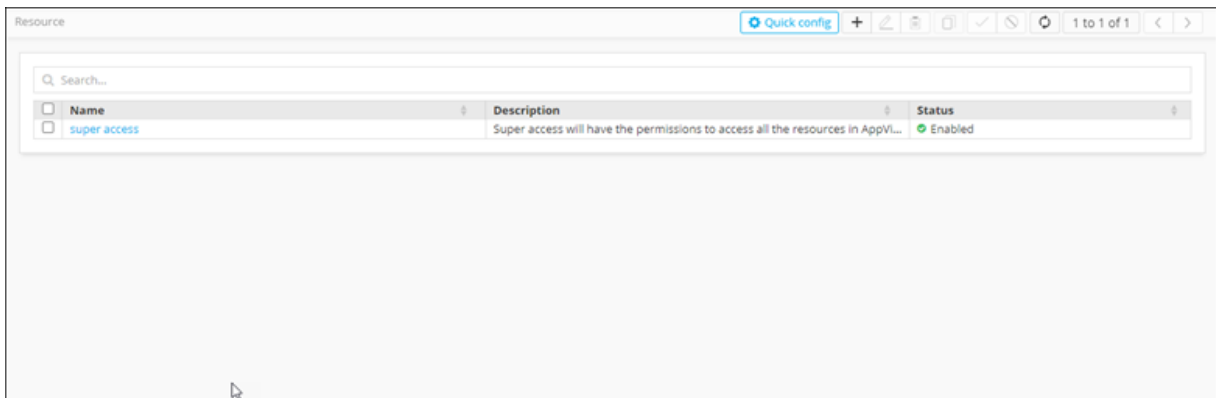 Resource
Quick config
1 to 1 of 1
Search...
Name Description Status
super access Super access will have the permissions to access all the resources in AppVi... Enabled